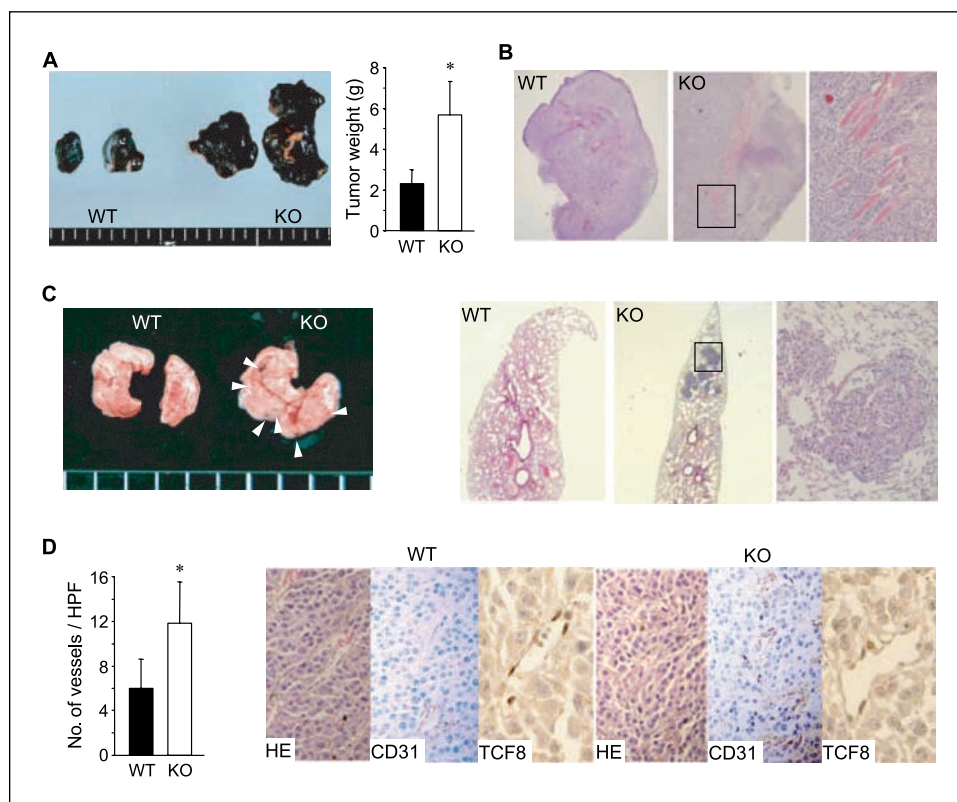 A
WT
KO
Tumor weight (g)
8
6
4
2
0
*
WT
KO
B
WT
KO
C
WT
KO
WT
KO
D
No. of vessels / HPF
16
12
8
4
0
*
WT
KO
WT
KO
HE
CD31
TCF8
HE
CD31
TCF8